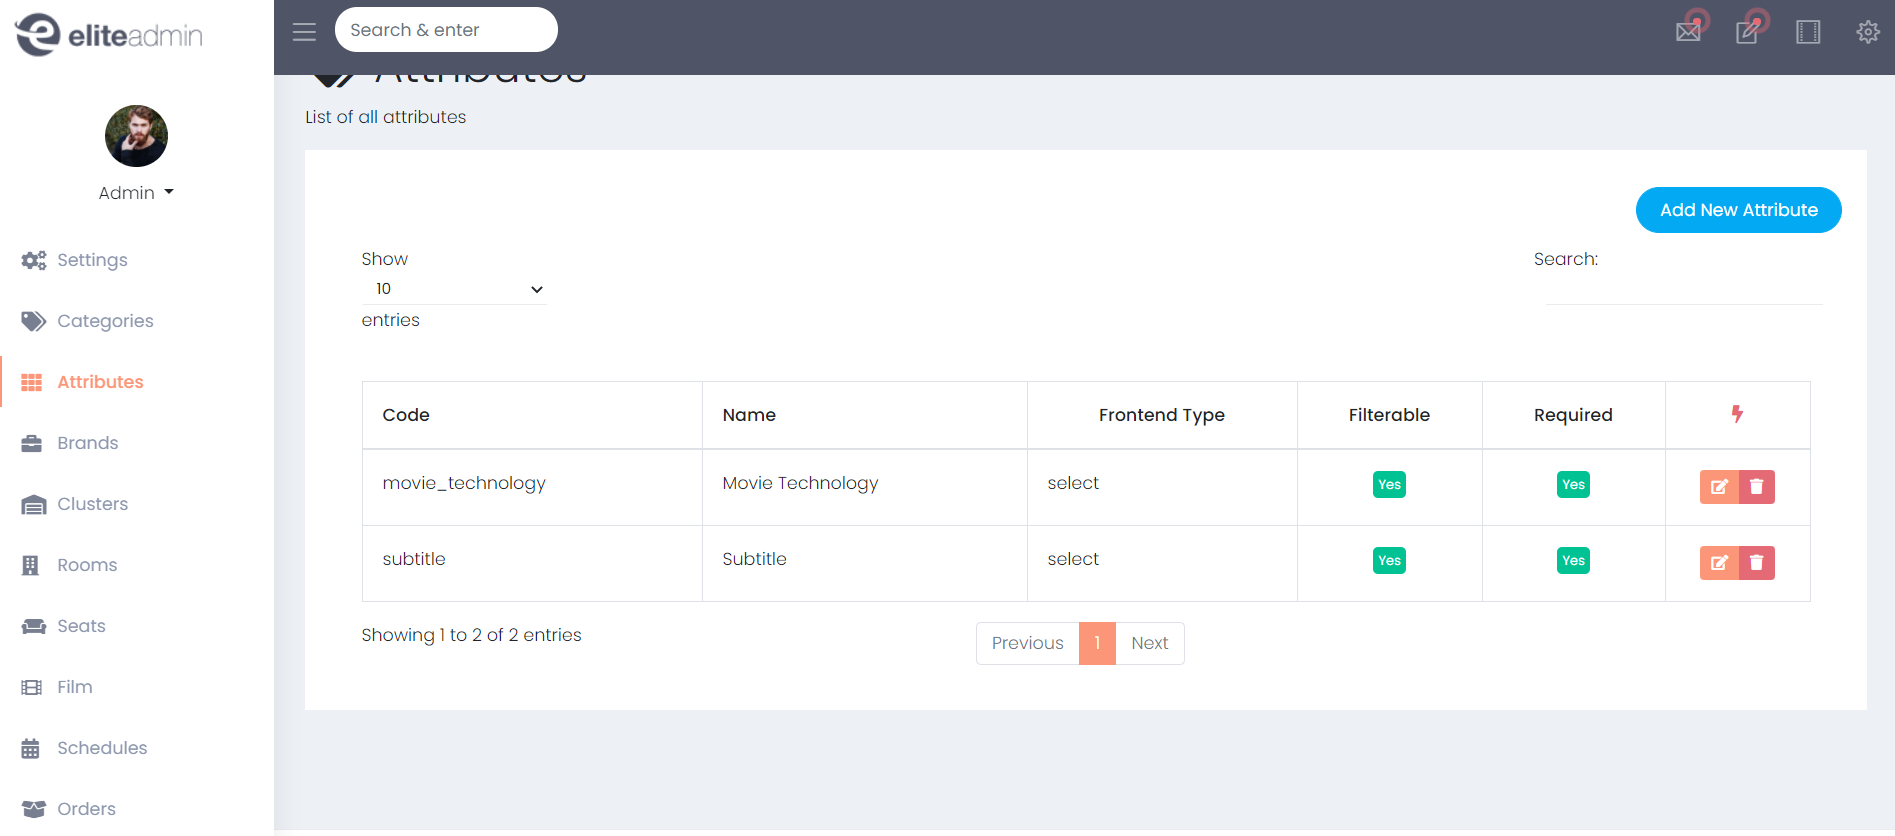 eliteadmin
Search & enter
Admin
Settings
Categories
Attributes
Brands
Clusters
Rooms
Seats
Film
Schedules
Orders
Attributes
List of all attributes
Add New Attribute
Show
10
entries
Search:
Code Name Frontend Type Filterable Required
movie_technology Movie Technology select Yes Yes
subtitle Subtitle select Yes Yes
Showing 1 to 2 of 2 entries
Previous 1 Next